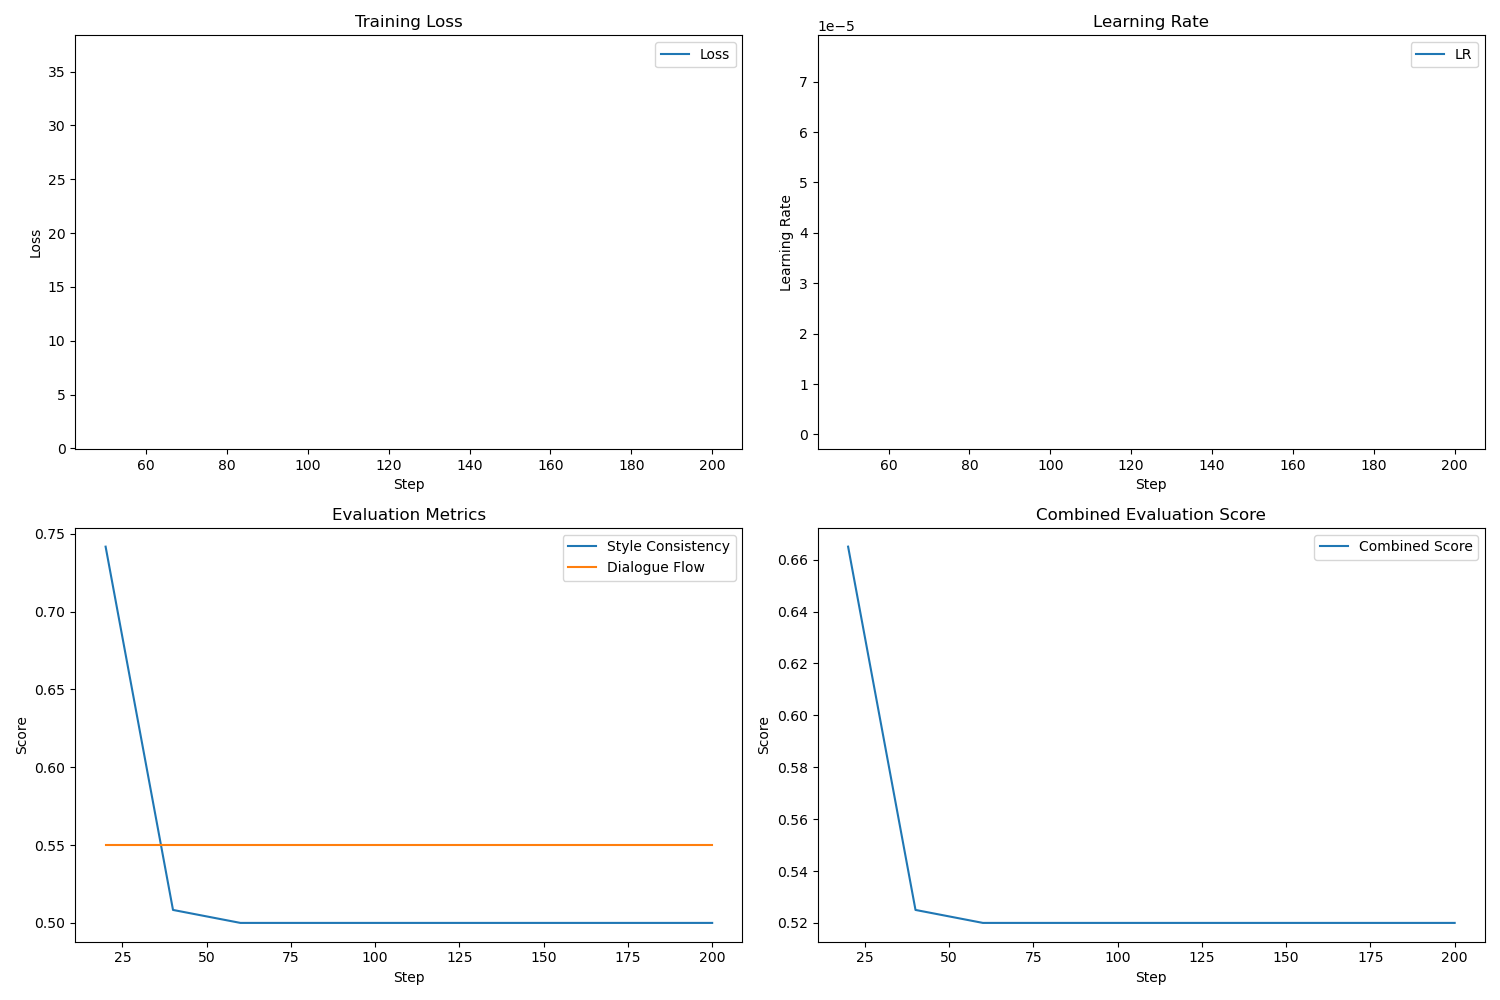 Training Loss
Loss
35
30
25
20
15
10
5
0
Loss
60 80 100 120 140 160 180 200
Step
Learning Rate
1e−5
LR
7
6
5
4
3
2
1
0
Learning Rate
60 80 100 120 140 160 180 200
Step
Evaluation Metrics
Style Consistency
Dialogue Flow
0.75
0.70
0.65
0.60
0.55
0.50
Score
25 50 75 100 125 150 175 200
Step
Combined Evaluation Score
Combined Score
0.66
0.64
0.62
0.60
0.58
0.56
0.54
0.52
Score
25 50 75 100 125 150 175 200
Step